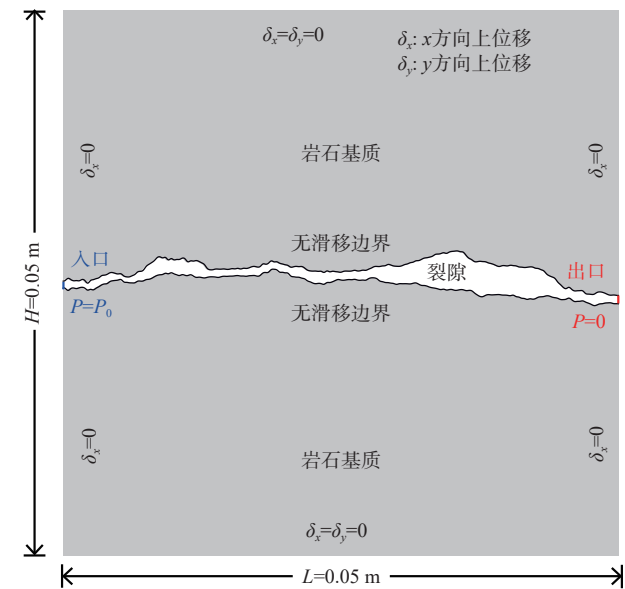 δx=δy=0
δx: x方向上位移
δy: y方向上位移
δx=0
岩石基质
δx=0
无滑移边界
入口
裂隙
出口
H=0.05 m
P=P0
无滑移边界
P=0
δx=0
岩石基质
δx=0
δx=δy=0
L=0.05 m